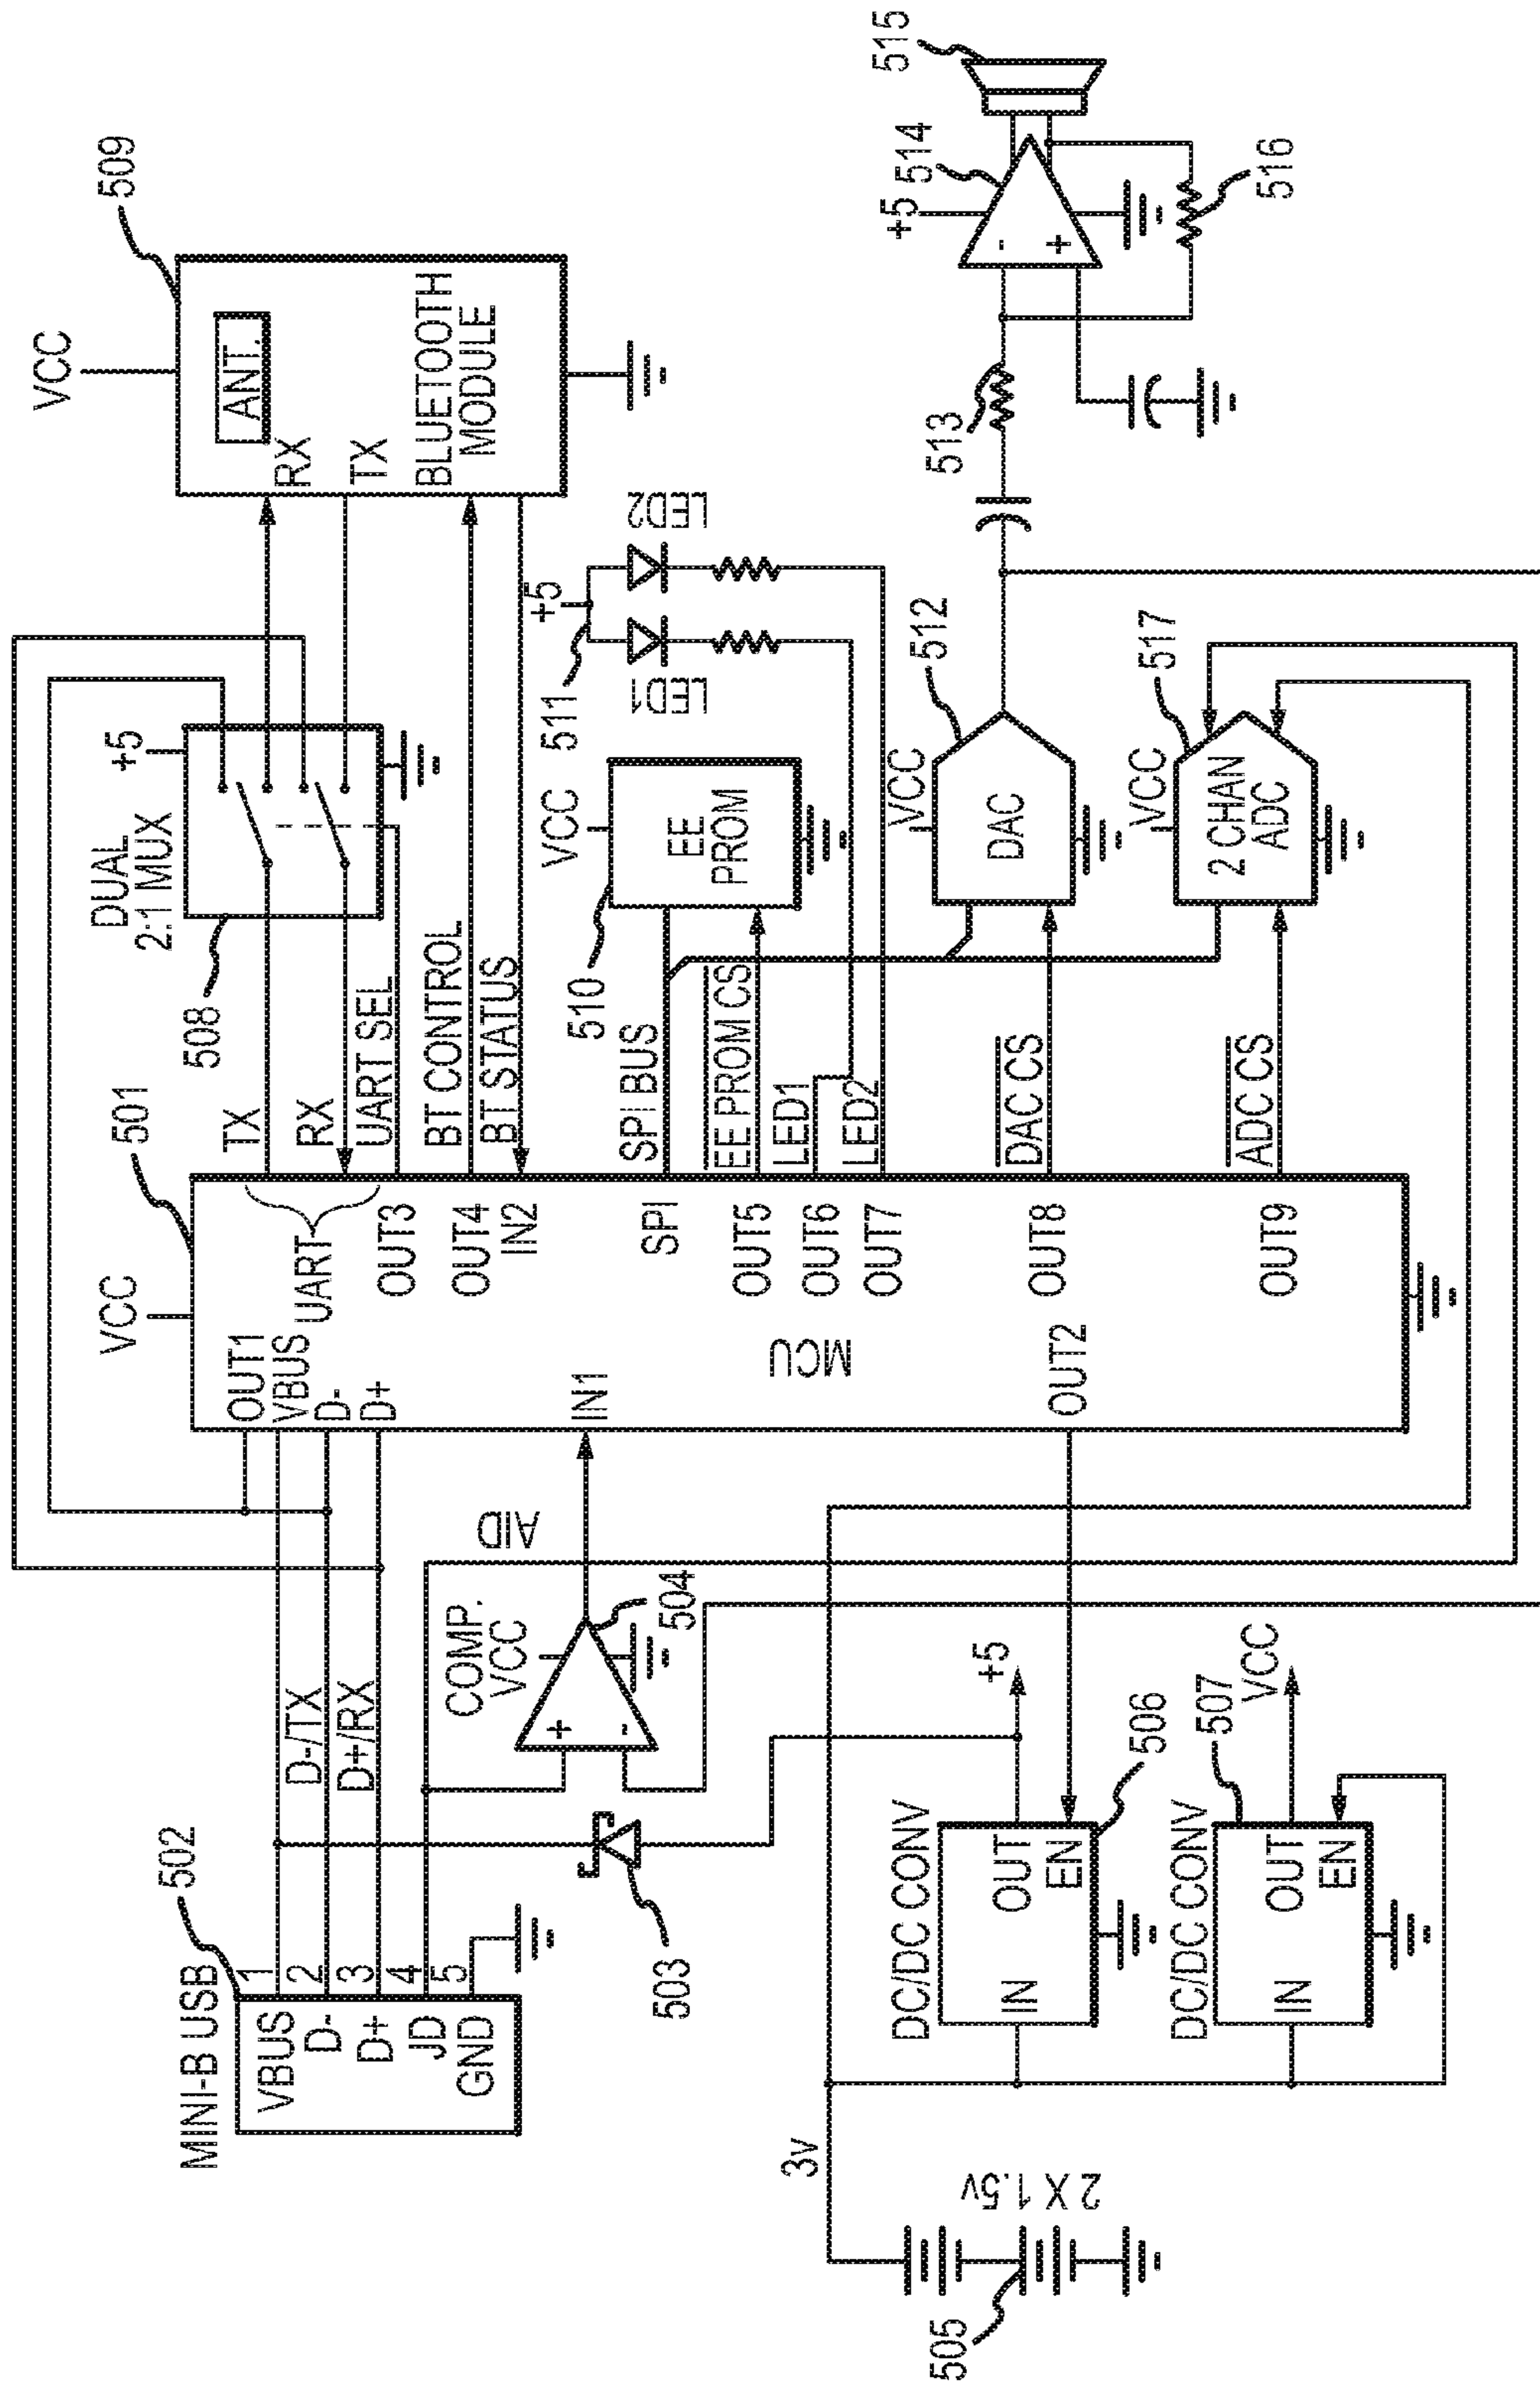 MINI-B USB
502
VBUS
D-
D+
JD
GND
1
2
3
4
5
D-/TX
D+/RX
503
COMP.
VCC
+
-
504
AID
3v
2 X 1.5v
505
DC/DC CONV
IN
OUT
EN
+5
506
DC/DC CONV
IN
OUT
EN
507
VCC
VCC
501
OUT1
VBUS
D-
D+
IN1
OUT2
MCU
UART
OUT3
OUT4
IN2
SPI
OUT5
OUT6
OUT7
OUT8
OUT9
TX
RX
UART SEL
BT CONTROL
BT STATUS
SPI BUS
EE PROM CS
LED1
LED2
DAC CS
ADC CS
DUAL
2:1 MUX
+5
508
VCC
509
ANT.
RX
TX
BLUETOOTH
MODULE
510
VCC
EE
PROM
511
+5
LED1
LED2
VCC
512
DAC
VCC
517
2 CHAN
ADC
513
+5
514
-
+
515
516